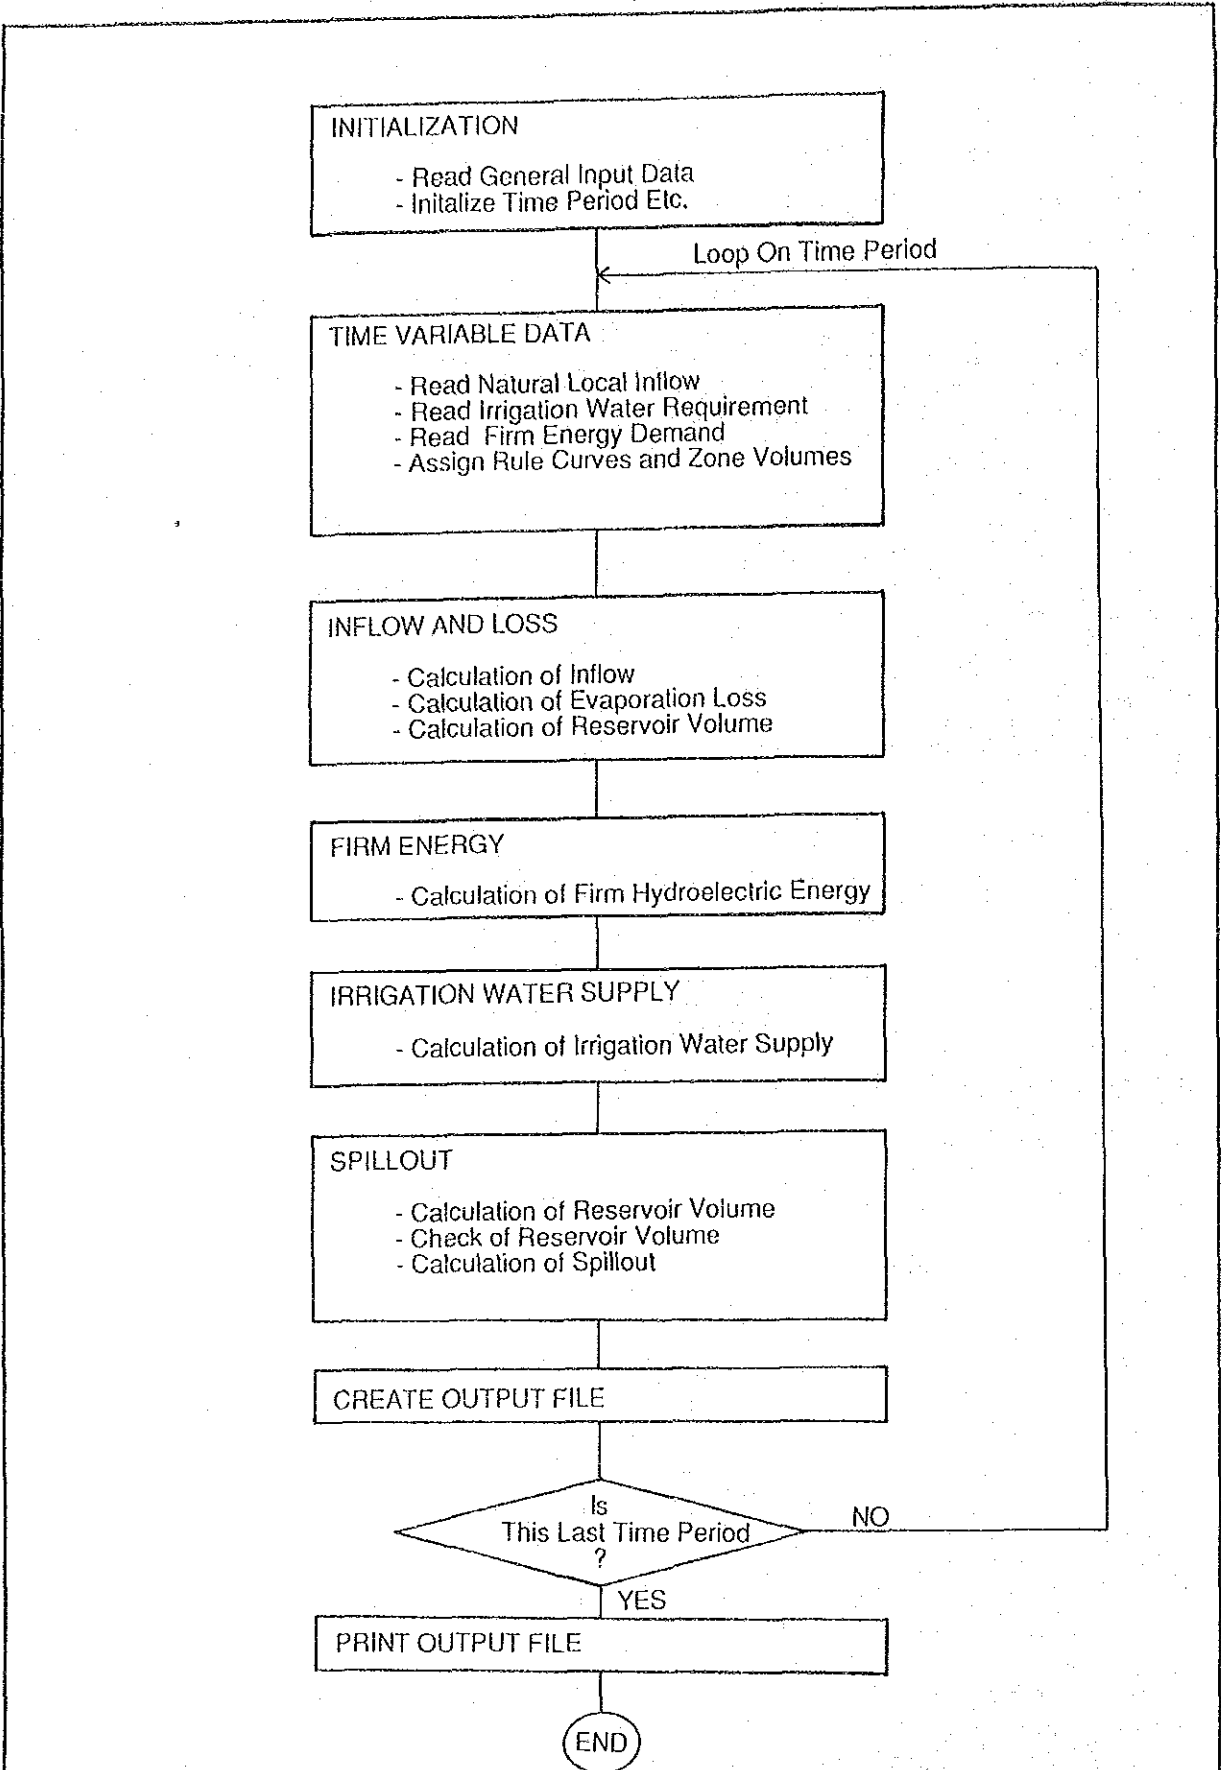 INITIALIZATION
- Read General Input Data
- Initalize Time Period Etc.
Loop On Time Period
TIME VARIABLE DATA
- Read Natural Local Inflow
- Read Irrigation Water Requirement
- Read Firm Energy Demand
- Assign Rule Curves and Zone Volumes
INFLOW AND LOSS
- Calculation of Inflow
- Calculation of Evaporation Loss
- Calculation of Reservoir Volume
FIRM ENERGY
- Calculation of Firm Hydroelectric Energy
IRRIGATION WATER SUPPLY
- Calculation of Irrigation Water Supply
SPILLOUT
- Calculation of Reservoir Volume
- Check of Reservoir Volume
- Calculation of Spillout
CREATE OUTPUT FILE
Is
This Last Time Period
?
NO
YES
PRINT OUTPUT FILE
END